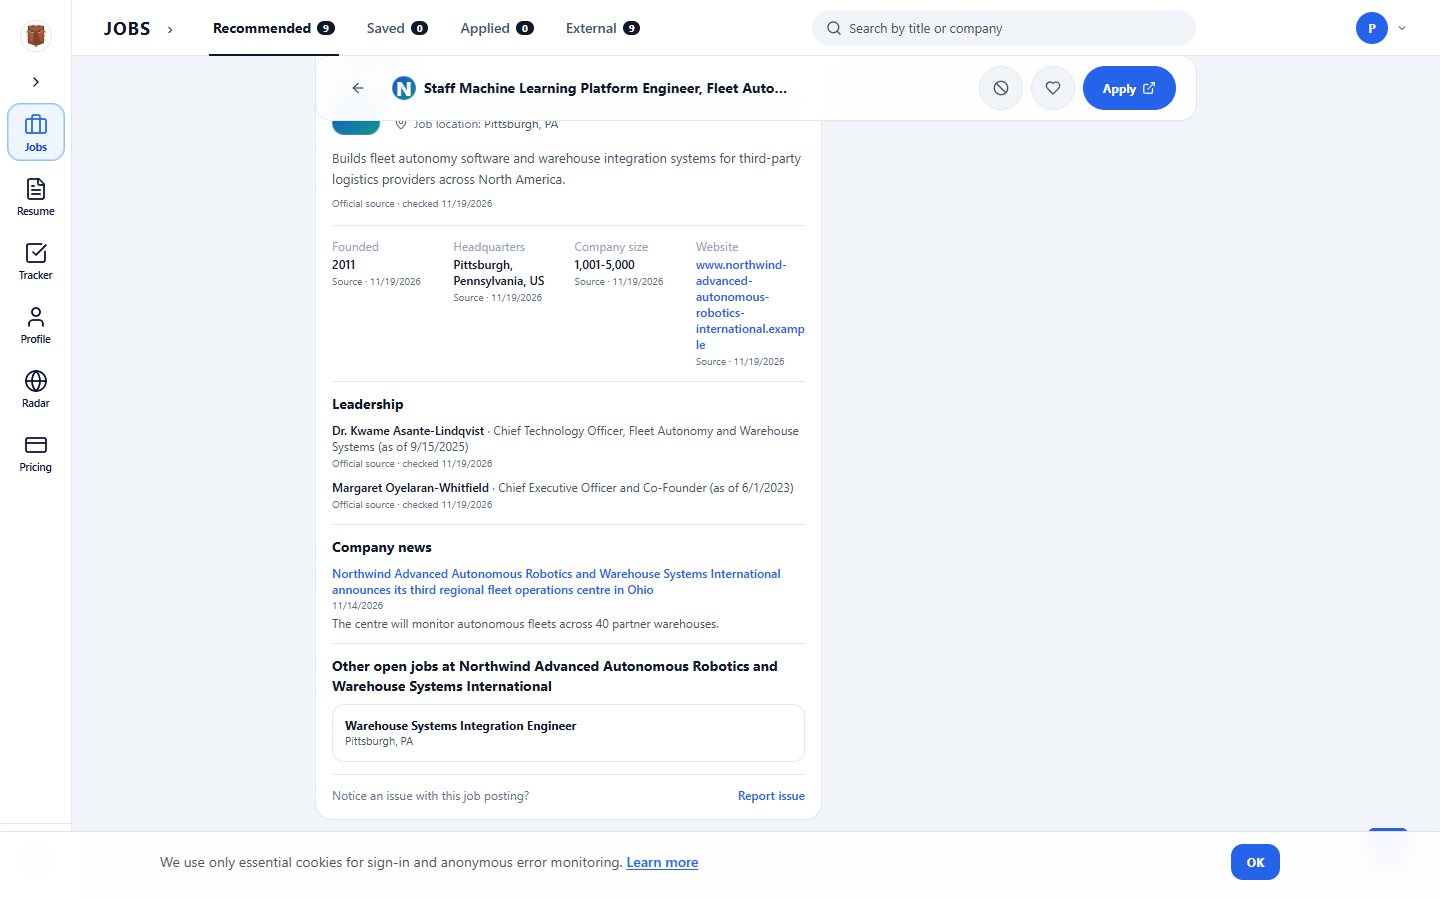 JOBS
Recommended 9
Saved 0
Applied 0
External 9
Search by title or company
P
Jobs
Resume
Tracker
Profile
Radar
Pricing
N
Staff Machine Learning Platform Engineer, Fleet Auto...
Apply
Job location: Pittsburgh, PA
Builds fleet autonomy software and warehouse integration systems for third-party
logistics providers across North America.
Official source · checked 11/19/2026
Founded
2011
Source · 11/19/2026
Headquarters
Pittsburgh,
Pennsylvania, US
Source · 11/19/2026
Company size
1,001-5,000
Source · 11/19/2026
Website
www.northwind-
advanced-
autonomous-
robotics-
international.examp
le
Source · 11/19/2026
Leadership
Dr. Kwame Asante-Lindqvist · Chief Technology Officer, Fleet Autonomy and Warehouse
Systems (as of 9/15/2025)
Official source · checked 11/19/2026
Margaret Oyelaran-Whitfield · Chief Executive Officer and Co-Founder (as of 6/1/2023)
Official source · checked 11/19/2026
Company news
Northwind Advanced Autonomous Robotics and Warehouse Systems International
announces its third regional fleet operations centre in Ohio
11/14/2026
The centre will monitor autonomous fleets across 40 partner warehouses.
Other open jobs at Northwind Advanced Autonomous Robotics and
Warehouse Systems International
Warehouse Systems Integration Engineer
Pittsburgh, PA
Notice an issue with this job posting?
Report issue
We use only essential cookies for sign-in and anonymous error monitoring. Learn more
OK